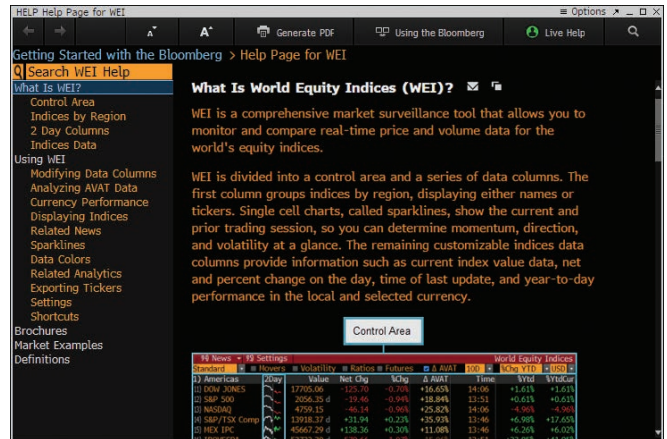 HELP Help Page for WEI
Options
A A Generate PDF Using the Bloomberg Live Help
Getting Started with the Bloomberg > Help Page for WEI
Search WEI Help
What Is WEI?
Control Area
Indices by Region
2 Day Columns
Indices Data
Using WEI
Modifying Data Columns
Analyzing AVAT Data
Currency Performance
Displaying Indices
Related News
Sparklines
Data Colors
Related Analytics
Exporting Tickers
Settings
Shortcuts
Brochures
Market Examples
Definitions
What Is World Equity Indices (WEI)?
WEI is a comprehensive market surveillance tool that allows you to
monitor and compare real-time price and volume data for the
world's equity indices.
WEI is divided into a control area and a series of data columns. The
first column groups indices by region, displaying either names or
tickers. Single cell charts, called sparklines, show the current and
prior trading session, so you can determine momentum, direction,
and volatility at a glance. The remaining customizable indices data
columns provide information such as current index
value data, net
and percent change on the day, time of last update, and year-to-day
performance in the local and selected currency.
Control Area
News Settings World Equity Indices
Standard Movers Volatility Ratios Futures Δ AVAT 10D %Chg YTD USD
1) Americas 2Day Value Net Chg %Chg Δ AVAT Time %Ytd %YtdCur
DOW JONES 17705.06 -125.70 -0.70% +16.65% 14:06 +1.61% +1.61%
S&P 500 2056.35 d -19.46 -0.94% +18.84% 13:51 +0.61% +0.61%
NASDAQ 4759.15 -46.14 -0.96% +25.82% 14:06 -4.96% -4.96%
S&P/TSX Comp 13918.37 d +31.94 +0.23% +35.93% 13:46 +6.98% +17.65%
MEX IPC 45667.29 d +138.36 +0.30% +11.08% 13:46 +6.26% +6.02%